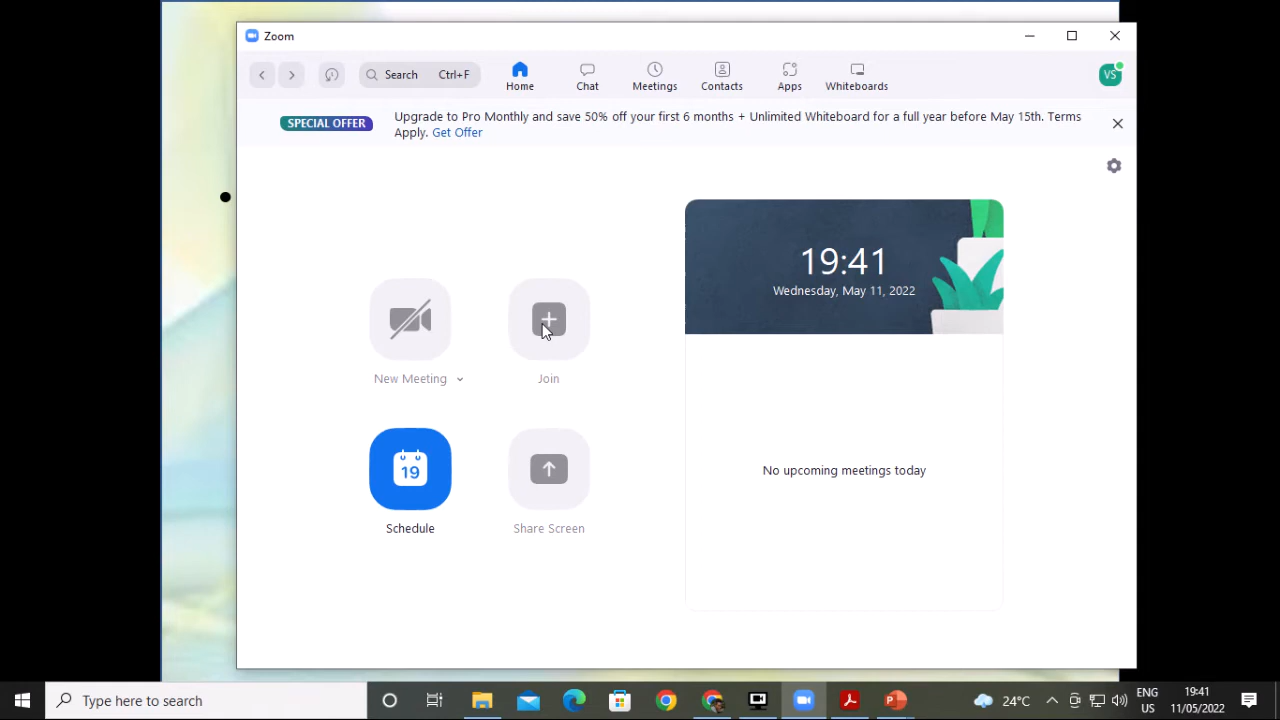 Zoom
Search Ctrl+F
Home
Chat
Meetings
Contacts
Apps
Whiteboards
VS
SPECIAL OFFER
Upgrade to Pro Monthly and save 50% off your first 6 months + Unlimited Whiteboard for a full year before May 15th. Terms
Apply. Get Offer
19:41
Wednesday, May 11, 2022
New Meeting
Join
19
Schedule
Share Screen
No upcoming meetings today
Type here to search
24°C
ENG
US
19:41
11/05/2022